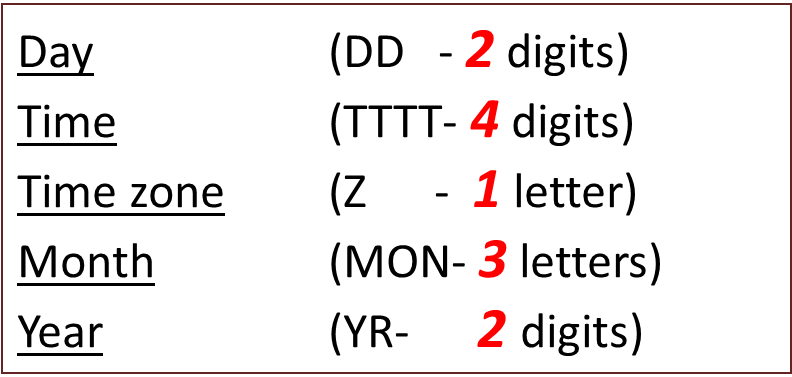 Day (DD - 2 digits)
Time (TTTT- 4 digits)
Time zone (Z - 1 letter)
Month (MON- 3 letters)
Year (YR- 2 digits)